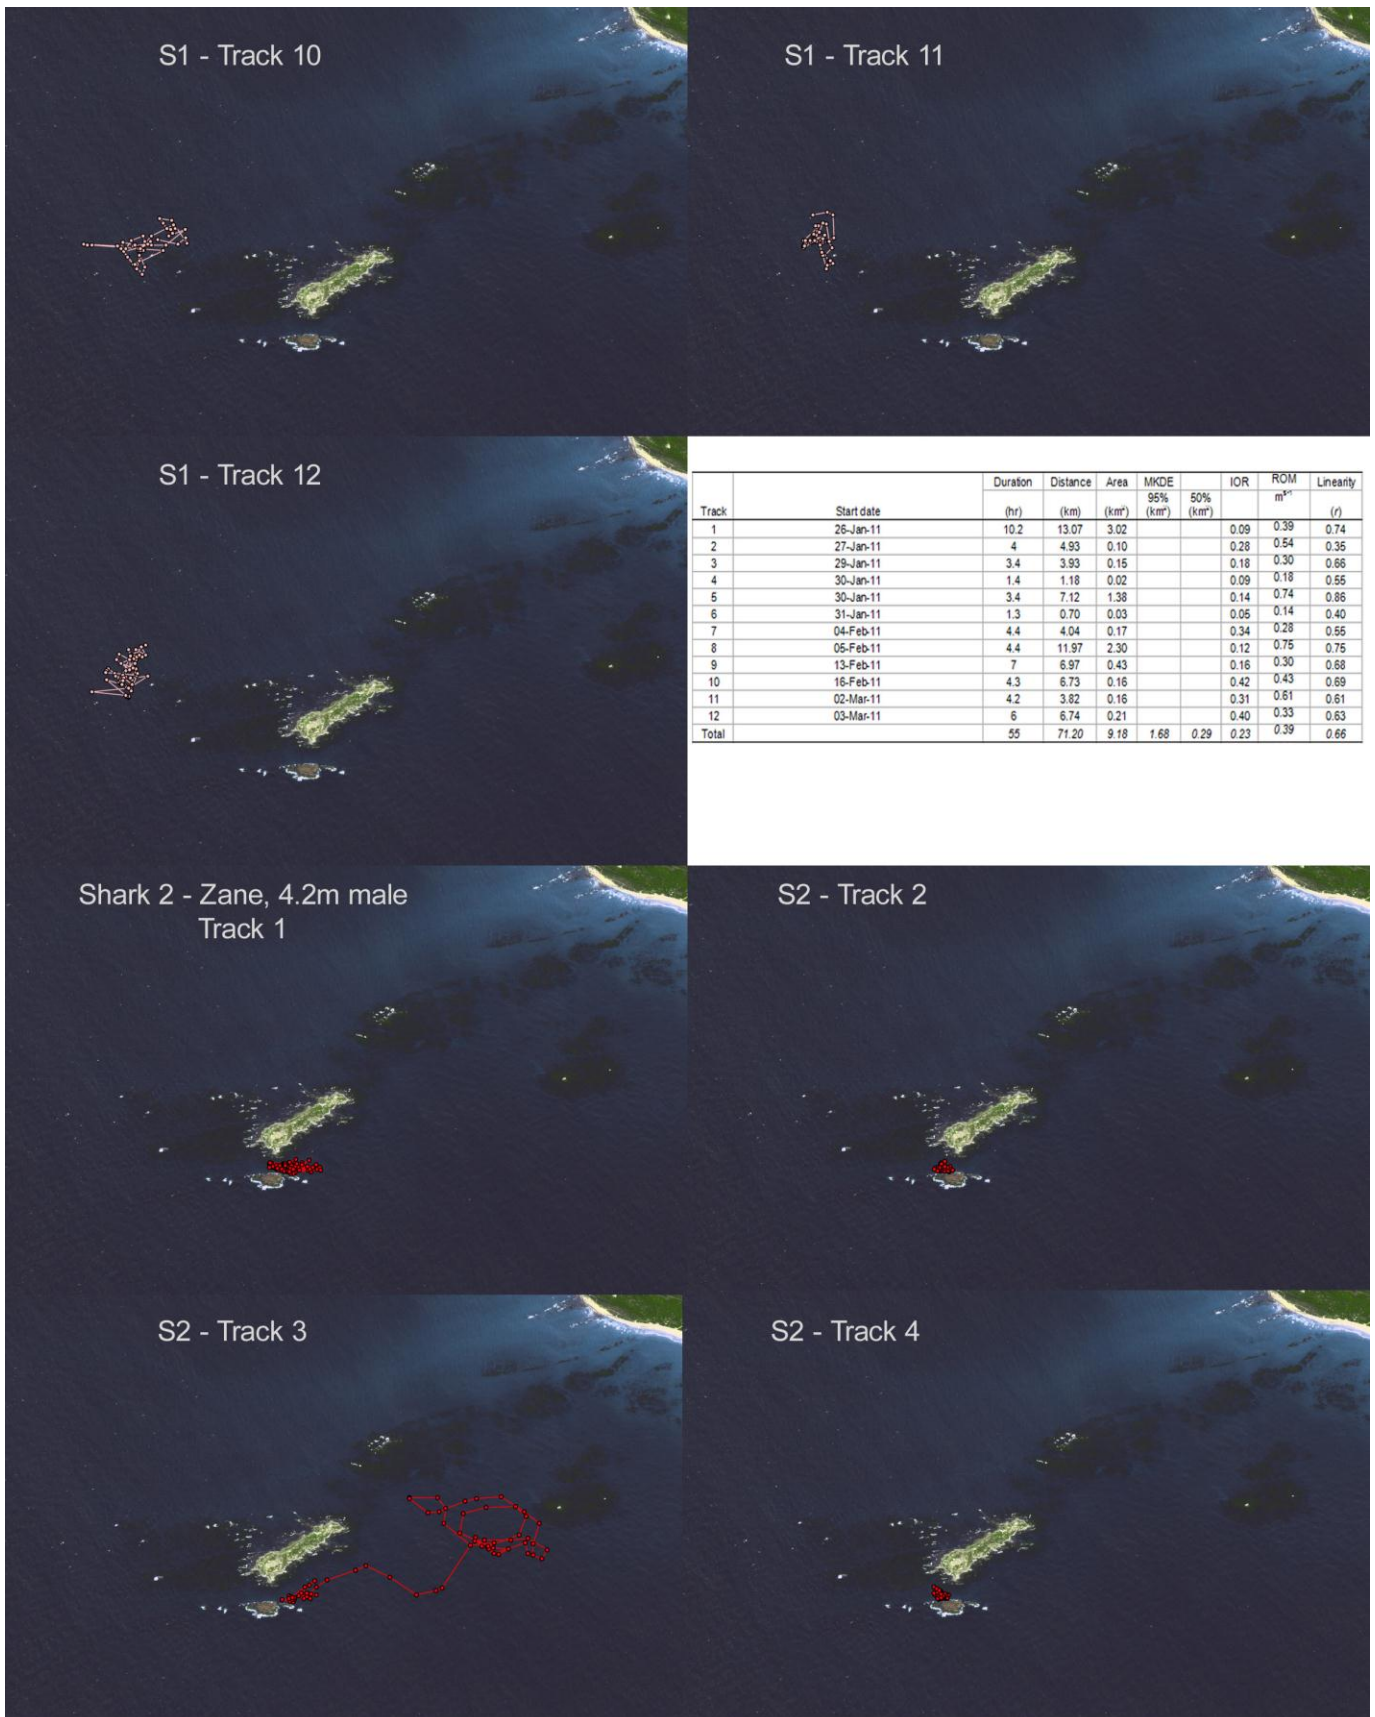 S1 - Track 10
S1 - Track 11
S1 - Track 12
Duration Distance Area MKDE IOR ROM Linearity
95% 50% m^s-1
Track Start date (hr) (km) (km²) (km²) (km²) (r)
1 26-Jan-11 10.2 13.07 3.02 0.09 0.39 0.74
2 27-Jan-11 4 4.93 0.10 0.28 0.54 0.35
3 29-Jan-11 3.4 3.93 0.15 0.18 0.30 0.66
4 30-Jan-11 1.4 1.18 0.02 0.09 0.18 0.55
5 30-Jan-11 3.4 7.12 1.38 0.14 0.74 0.86
6 31-Jan-11 1.3 0.70 0.03 0.05 0.14 0.40
7 04-Feb-11 4.4 4.04 0.17 0.34 0.28 0.55
8 05-Feb-11 4.4 11.97 2.30 0.12 0.75 0.75
9 13-Feb-11 7 6.97 0.43 0.16 0.30 0.68
10 16-Feb-11 4.3 6.73 0.16 0.42 0.43 0.69
11 02-Mar-11 4.2 3.82 0.16 0.31 0.61 0.61
12 03-Mar-11 6 6.74 0.21 0.40 0.33 0.63
Total 55 71.20 9.18 1.68 0.29 0.23 0.39 0.66
Shark 2 - Zane, 4.2m male
Track 1
S2 - Track 2
S2 - Track 3
S2 - Track 4